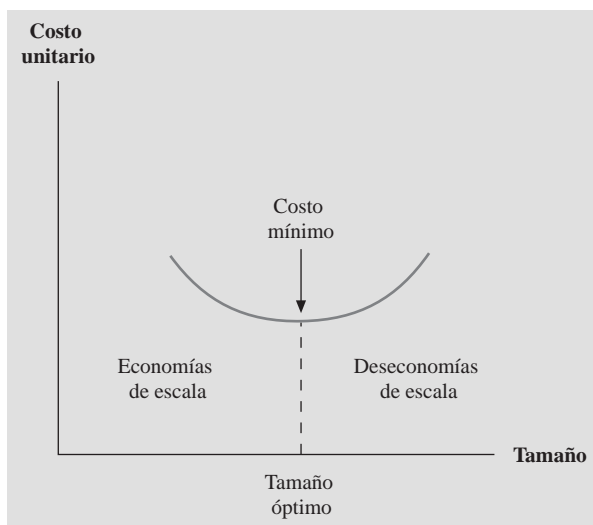 Costo
unitario
Costo
mínimo
Economías
de escala
Deseconomías
de escala
Tamaño
Tamaño
óptimo